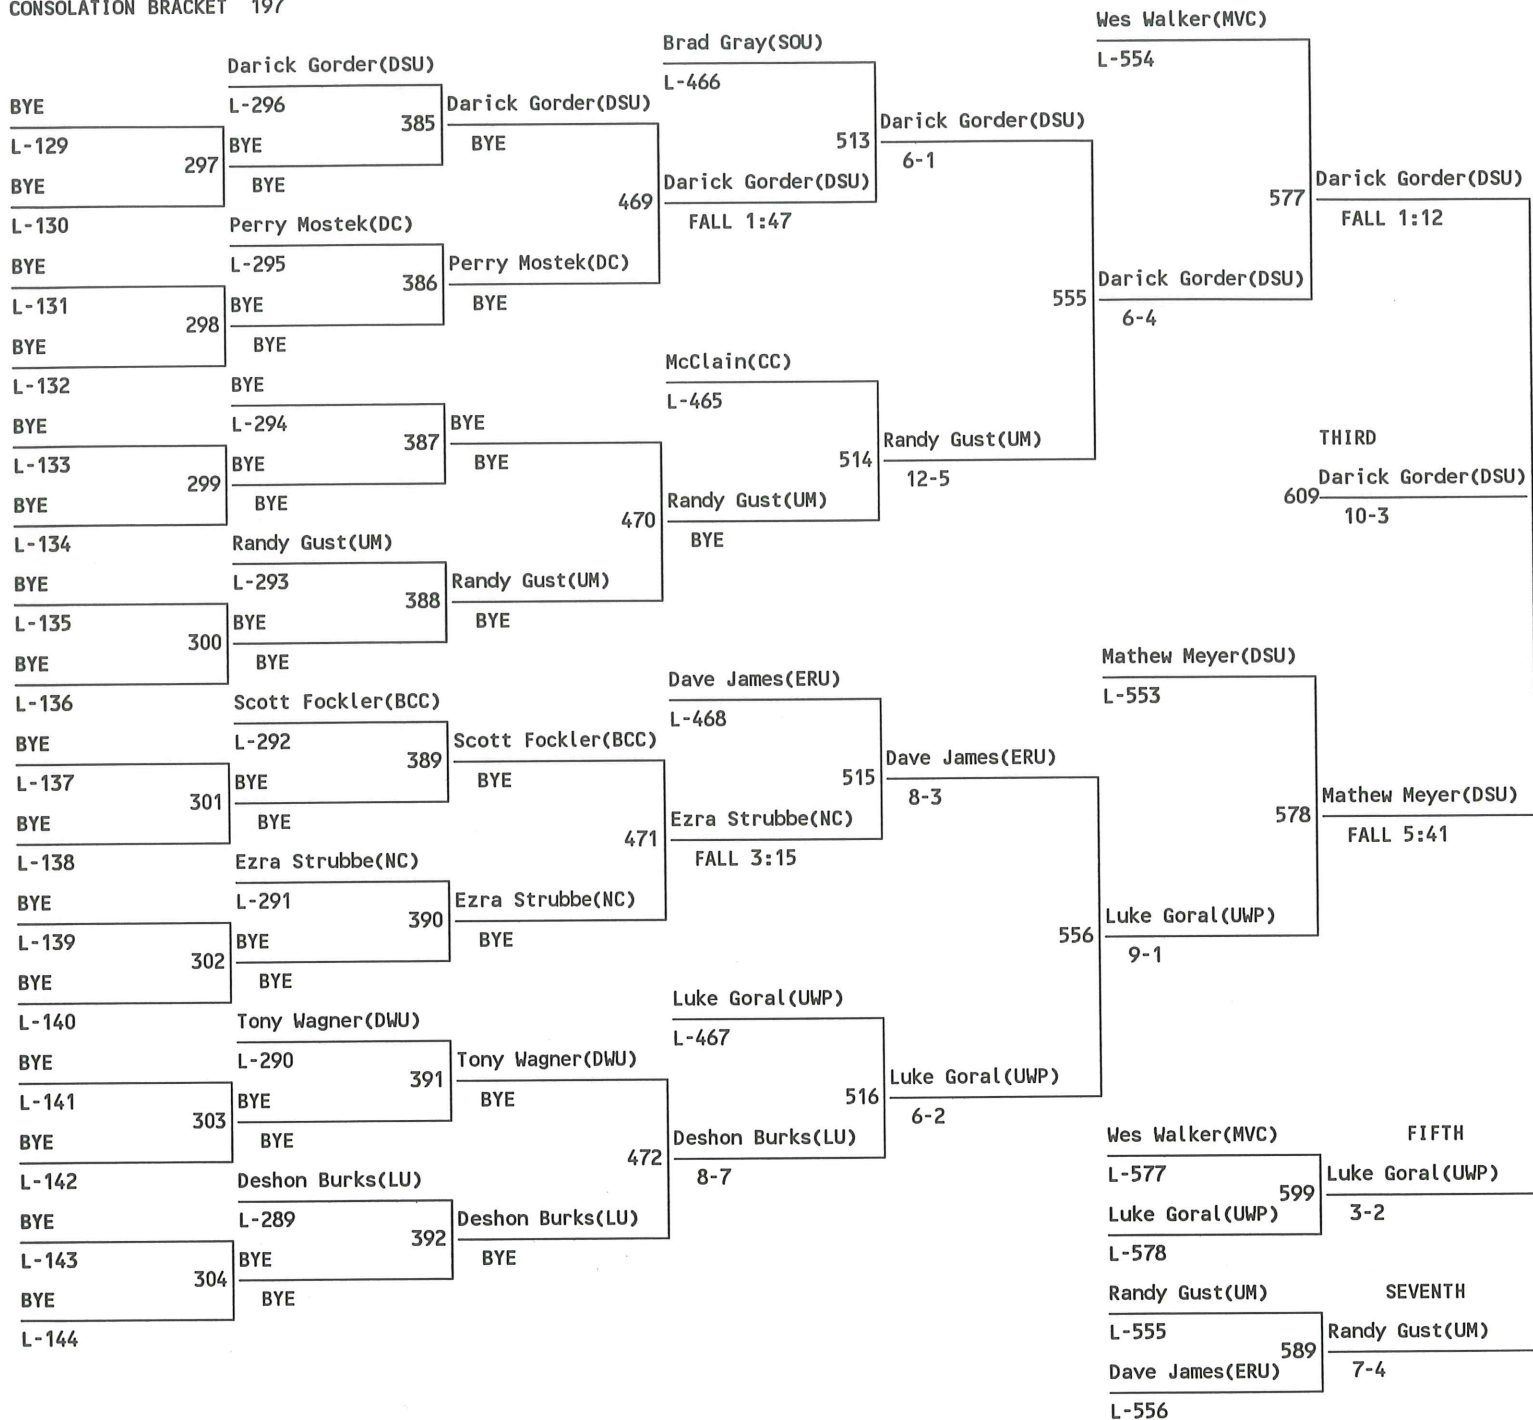 CONSOLATION BRACKET 197
BYE
L-129
297
BYE
L-130
BYE
L-131
298
BYE
L-132
BYE
L-133
299
BYE
L-134
BYE
L-135
300
BYE
L-136
BYE
L-137
301
BYE
L-138
BYE
L-139
302
BYE
L-140
BYE
L-141
303
BYE
L-142
BYE
L-143
304
BYE
L-144
Darick Gorder(DSU)
L-296
385
BYE
BYE
Perry Mostek(DC)
L-295
386
BYE
BYE
BYE
L-294
387
BYE
BYE
Randy Gust(UM)
L-293
388
BYE
BYE
Scott Fockler(BCC)
L-292
389
BYE
BYE
Ezra Strubbe(NC)
L-291
390
BYE
BYE
Tony Wagner(DWU)
L-290
391
BYE
BYE
Deshon Burks(LU)
L-289
392
BYE
BYE
Darick Gorder(DSU)
BYE
469
Perry Mostek(DC)
BYE
BYE
BYE
470
Randy Gust(UM)
BYE
Scott Fockler(BCC)
BYE
471
Ezra Strubbe(NC)
BYE
Tony Wagner(DWU)
BYE
472
Deshon Burks(LU)
BYE
Brad Gray(SOU)
L-466
513
Darick Gorder(DSU)
FALL 1:47
McClain(CC)
L-465
514
Randy Gust(UM)
BYE
Dave James(ERU)
L-468
515
Ezra Strubbe(NC)
FALL 3:15
Luke Goral(UWP)
L-467
516
Deshon Burks(LU)
8-7
Darick Gorder(DSU)
6-1
555
Randy Gust(UM)
12-5
Dave James(ERU)
8-3
556
Luke Goral(UWP)
6-2
Wes Walker(MVC)
L-554
577
Darick Gorder(DSU)
6-4
Mathew Meyer(DSU)
L-553
578
Luke Goral(UWP)
9-1
Darick Gorder(DSU)
FALL 1:12
THIRD
609
Darick Gorder(DSU)
10-3
Mathew Meyer(DSU)
FALL 5:41
Wes Walker(MVC)
L-577
599
Luke Goral(UWP)
L-578
FIFTH
Luke Goral(UWP)
3-2
Randy Gust(UM)
L-555
589
Dave James(ERU)
L-556
SEVENTH
Randy Gust(UM)
7-4